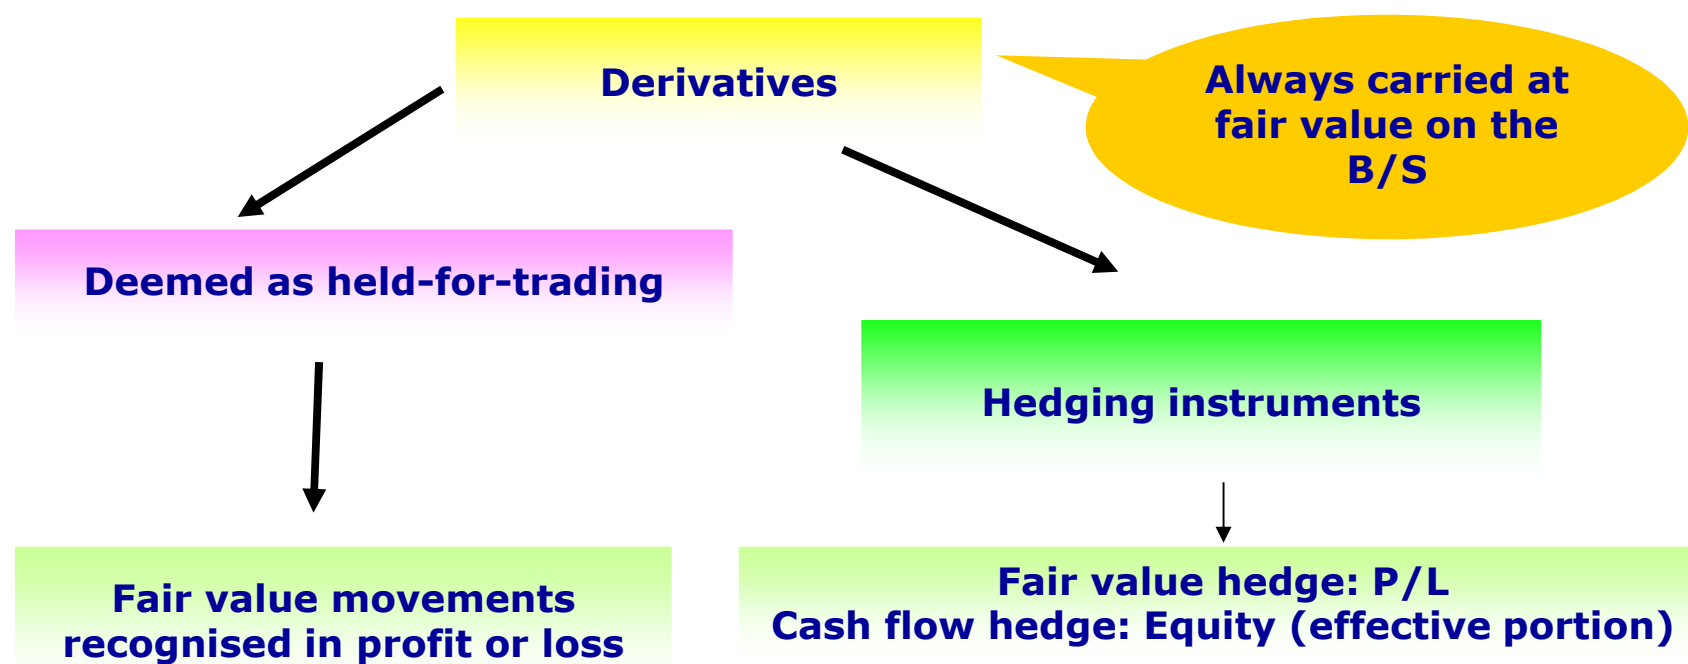 Derivatives
Always carried at
fair value on the
B/S
Deemed as held-for-trading
Hedging instruments
Fair value movements
recognised in profit or loss
Fair value hedge: P/L
Cash flow hedge: Equity (effective portion)